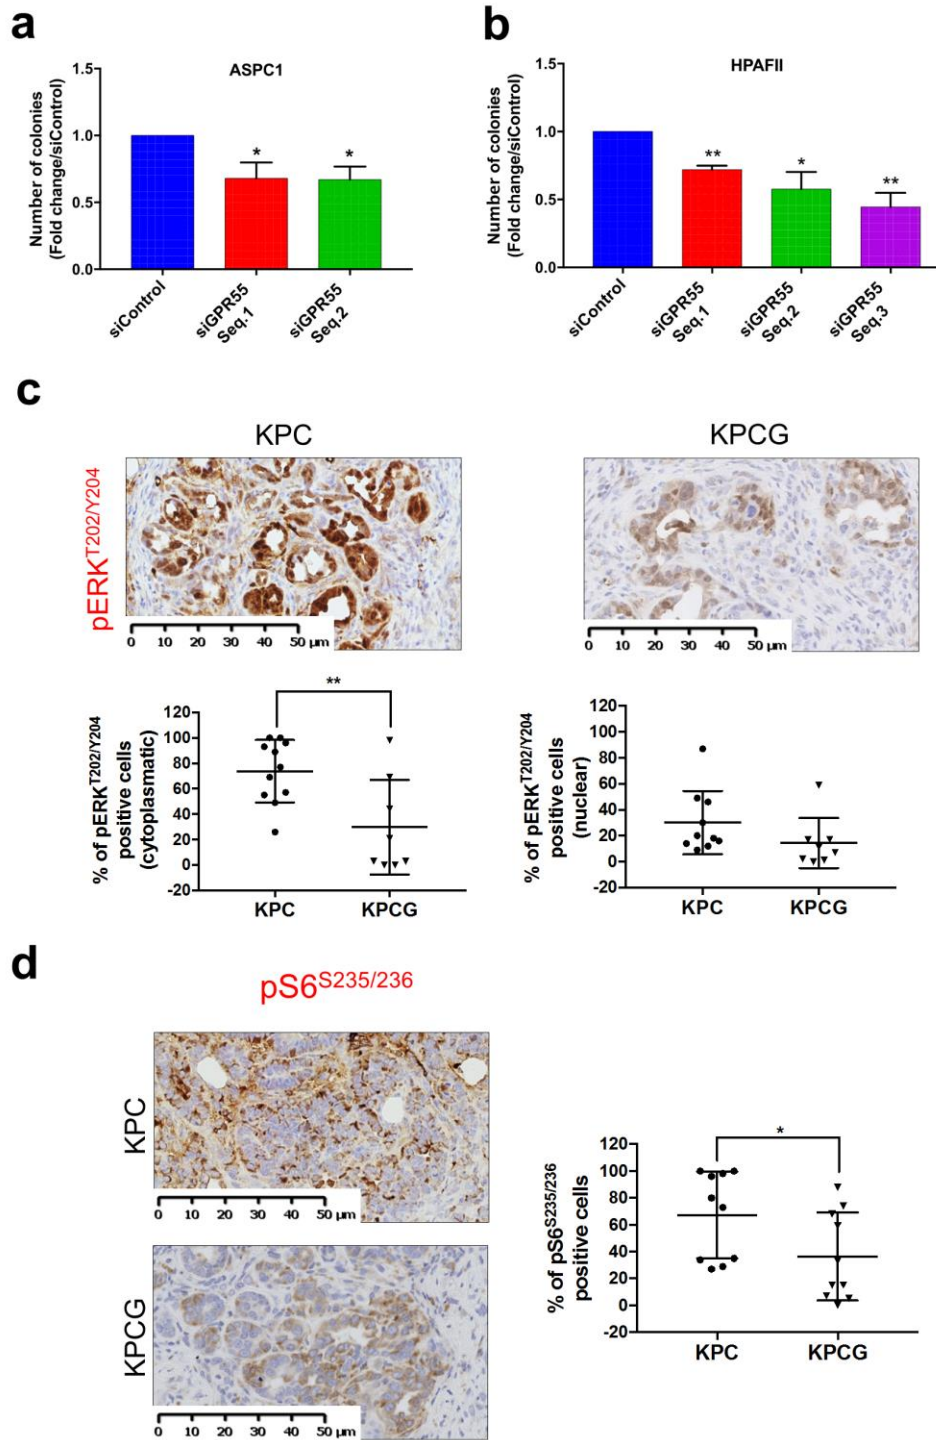 a
ASPC1
Number of colonies
(Fold change/siControl)
1.5
1.0
0.5
0.0
*
*
siControl
siGPR55
Seq.1
siGPR55
Seq.2
b
HPAFII
Number of colonies
(Fold change/siControl)
1.5
1.0
0.5
0.0
**
*
**
siControl
siGPR55
Seq.1
siGPR55
Seq.2
siGPR55
Seq.3
c
KPC
KPCG
pERKT202/Y204
0 10 20 30 40 50 µm
0 10 20 30 40 50 µm
% of pERKT202/Y204
positive cells
(cytoplasmatic)
120
100
80
60
40
20
0
-20
**
KPC KPCG
% of pERKT202/Y204
positive cells
(nuclear)
120
100
80
60
40
20
0
-20
KPC KPCG
d
pS6S235/236
KPC
0 10 20 30 40 50 µm
KPCG
0 10 20 30 40 50 µm
% of pS6S235/236
positive cells
120
100
80
60
40
20
0
-20
*
KPC KPCG